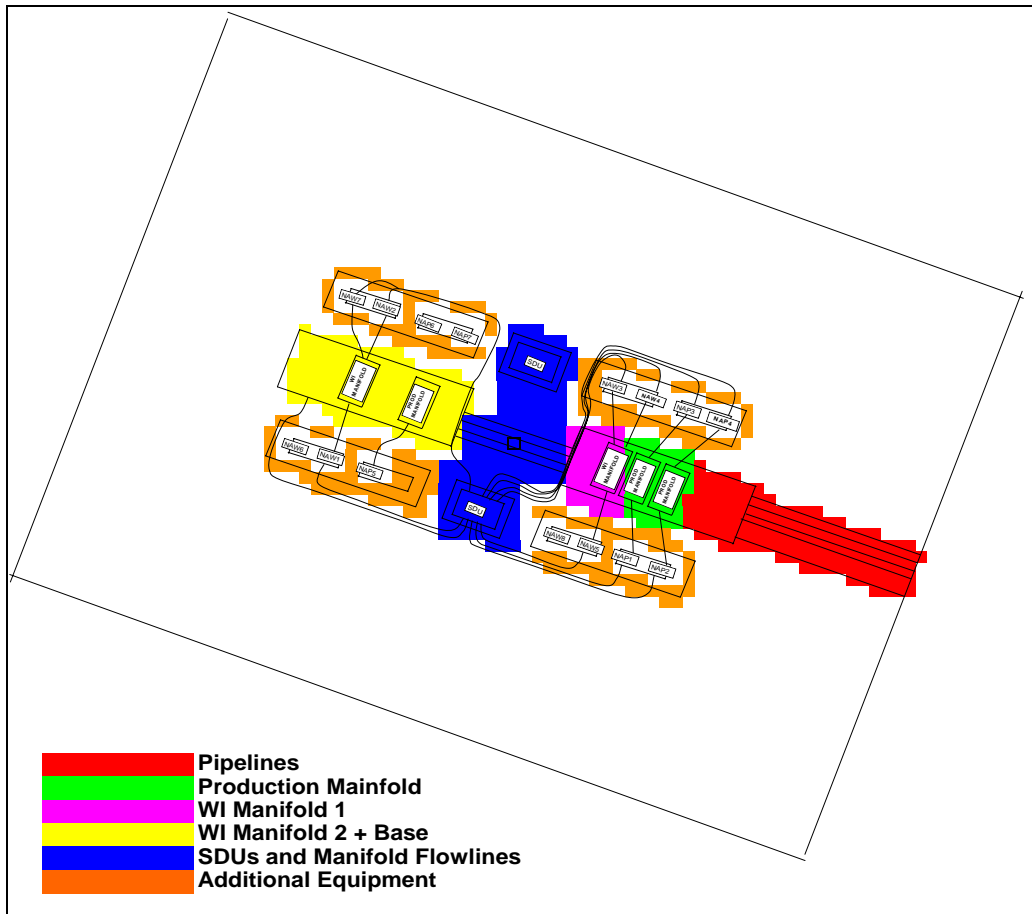 NAW7
NAW2
NAP6
NAP7
WI
MANIFOLD
PROD
MANIFOLD
SDU
NAW3
NAW4
NAP3
NAP4
NAW6
NAW1
NAP5
WI
MANIFOLD
PROD
MANIFOLD
PROD
MANIFOLD
SDU
NAW8
NAW5
NAP1
NAP2
Pipelines
Production Mainfold
WI Manifold 1
WI Manifold 2 + Base
SDUs and Manifold Flowlines
Additional Equipment